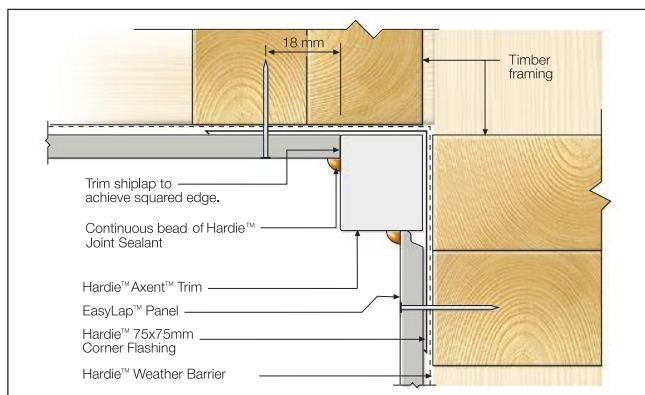 18 mm
Timber
framing
Trim shiplap to
achieve squared edge.
Continuous bead of Hardie™
Joint Sealant
Hardie™ Axent™ Trim
EasyLap™ Panel
Hardie™ 75x75mm
Corner Flashing
Hardie™ Weather Barrier